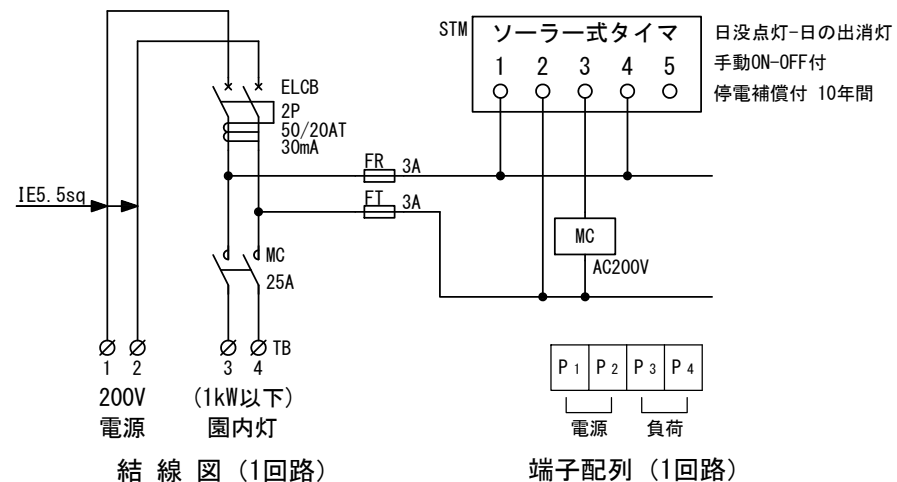 STM
ソーラー式タイマ
1 2 3 4 5
日没点灯-日の出消灯
手動ON-OFF付
停電補償付 10年間
ELCB
2P
50/20AT
30mA
FR 3A
FT 3A
IE5.5sq
MC
25A
MC
AC200V
TB
1 2 3 4
200V
電源
(1kW以下)
園内灯
結 線 図 (1回路)
P1 P2 P3 P4
電源 負荷
端子配列 (1回路)